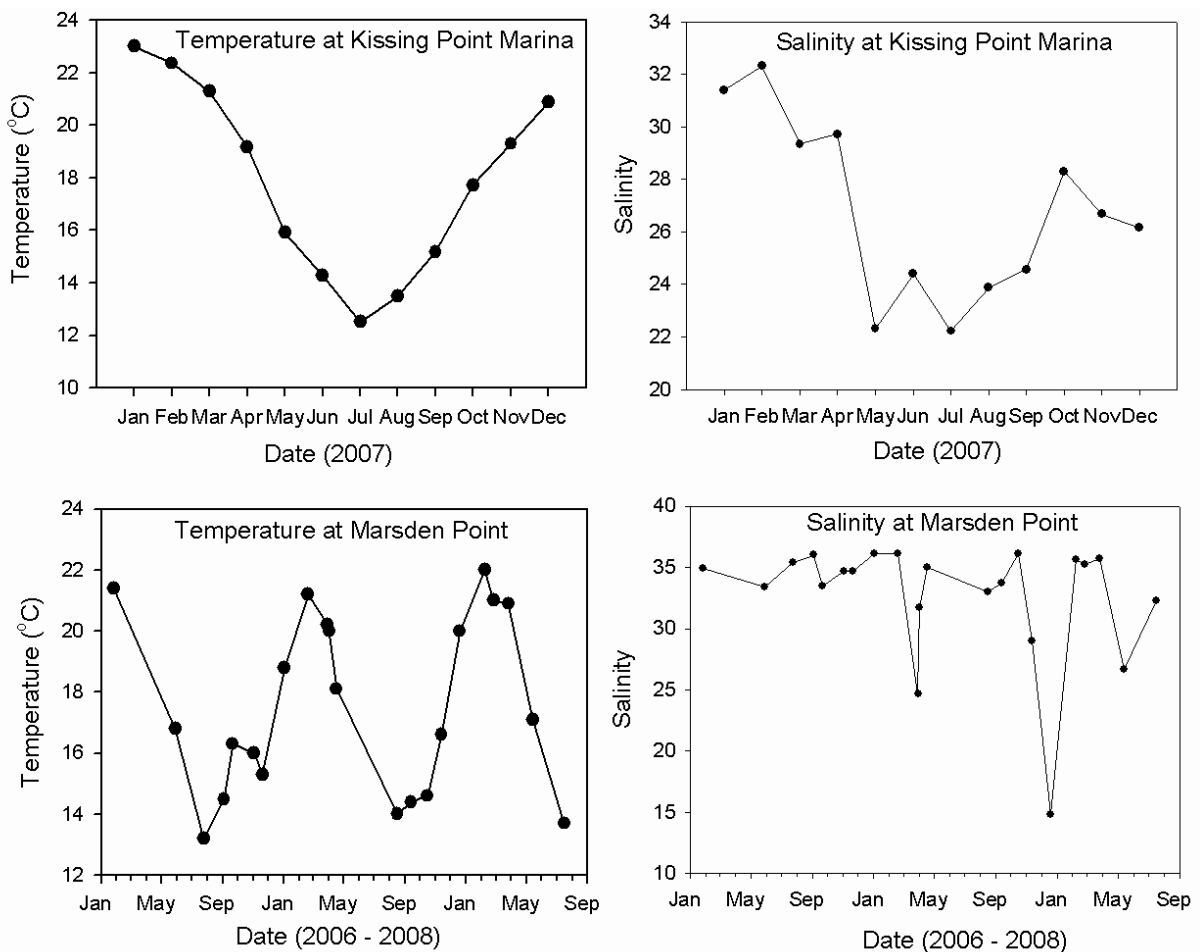 Temperature at Kissing Point Marina
24
22
20
18
16
14
12
10
Temperature (°C)
Jan Feb Mar Apr May Jun Jul Aug Sep Oct Nov Dec
Date (2007)
Salinity at Kissing Point Marina
34
32
30
28
26
24
22
20
Salinity
Jan Feb Mar Apr May Jun Jul Aug Sep Oct Nov Dec
Date (2007)
Temperature at Marsden Point
24
22
20
18
16
14
12
Temperature (°C)
Jan May Sep Jan May Sep Jan May Sep
Date (2006 - 2008)
Salinity at Marsden Point
40
35
30
25
20
15
10
Salinity
Jan May Sep Jan May Sep Jan May Sep
Date (2006 - 2008)